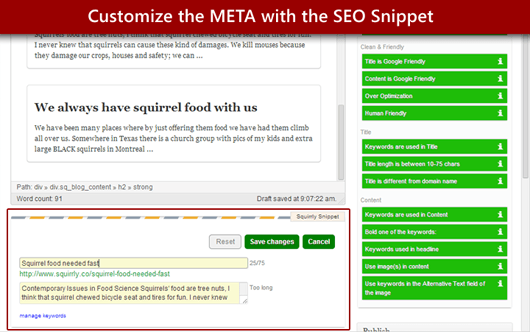 Customize the META with the SEO Snippet
are free nuts, I think that squirrel chewed bicycle seat and tires for fun.
I never knew that squirrels can cause these kind of damages. We kill mouses because
they damage our crops, houses and safety; we can ...
We always have squirrel food with us
We have been many places where by just offering them food we have had them climb
all over us. Somewhere in Texas there is a church group with pics of my kids and extra
large BLACK squirrels in Montreal ...
Path: div » div.sq_blog_content » h2 » strong
Word count: 91
Draft saved at 9:07:22 am.
Squirrly Snippet
Reset
Save changes
Cancel
Squirrel food needed fast
25/75
http://www.squirrly.co/squirrel-food-needed-fast
Contemporary Issues in Food Science Squirrels' food are tree nuts, I
think that squirrel chewed bicycle seat and tires for fun. I never knew
Too long
manage keywords
Clean & Friendly
Title is Google Friendly
Content is Google Friendly
Over Optimization
Human Friendly
Title
Keywords are used in Title
Title length is between 10-75 chars
Title is different from domain name
Content
Keywords are used in Content
Bold one of the keywords:
Keywords used in headline
Use image(s) in content
Use keywords in the Alternative Text field of
the image
Publish